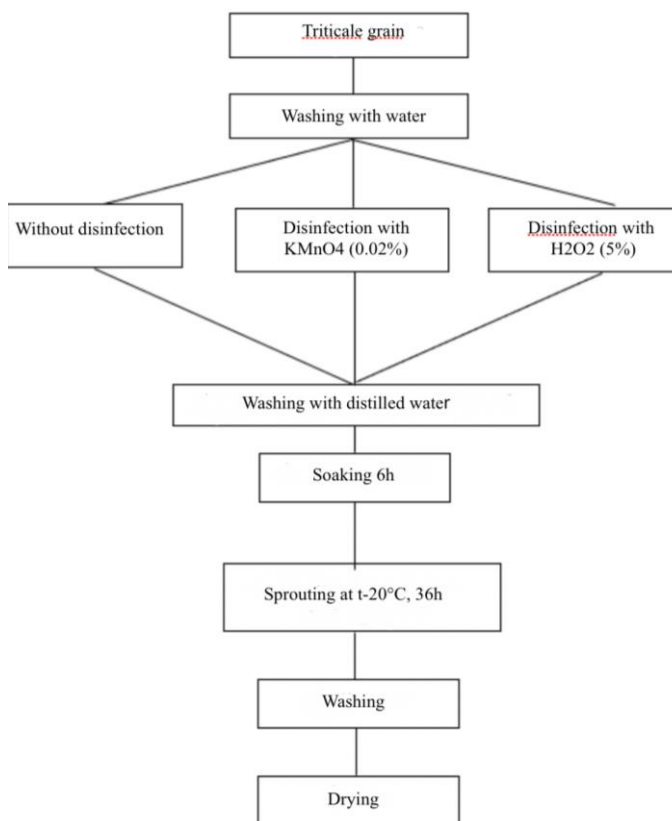 Triticale grain
Washing with water
Without disinfection
Disinfection with
KMnO4 (0.02%)
Disinfection with
H2O2 (5%)
Washing with distilled water
Soaking 6h
Sprouting at t-20°C, 36h
Washing
Drying